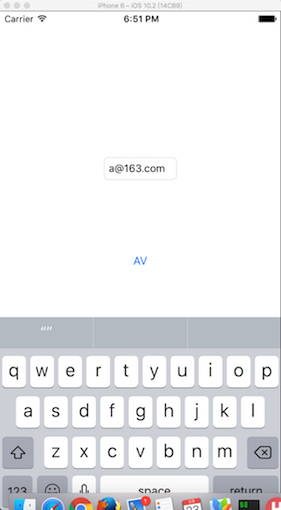 iPhone 6 – iOS 10.2 (14C89)
Carrier 6:51 PM
a@163.com
AV
“”
q w e r t y u i o p
a s d f g h j k l
z x c v b n m
123 space return